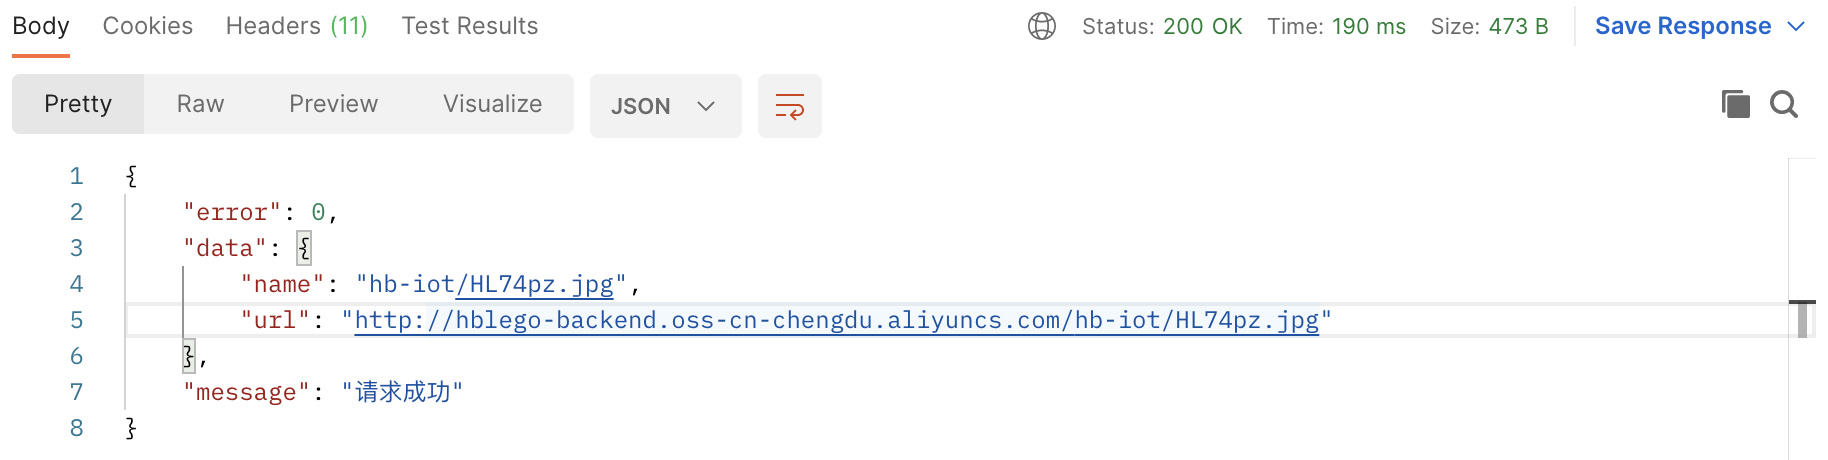 Body Cookies Headers (11) Test Results Status: 200 OK Time: 190 ms Size: 473 B Save Response
Pretty Raw Preview Visualize JSON
1 {
2 "error": 0,
3 "data": {
4 "name": "hb-iot/HL74pz.jpg",
5 "url": "http://hblego-backend.oss-cn-chengdu.aliyuncs.com/hb-iot/HL74pz.jpg"
6 },
7 "message": "请求成功"
8 }